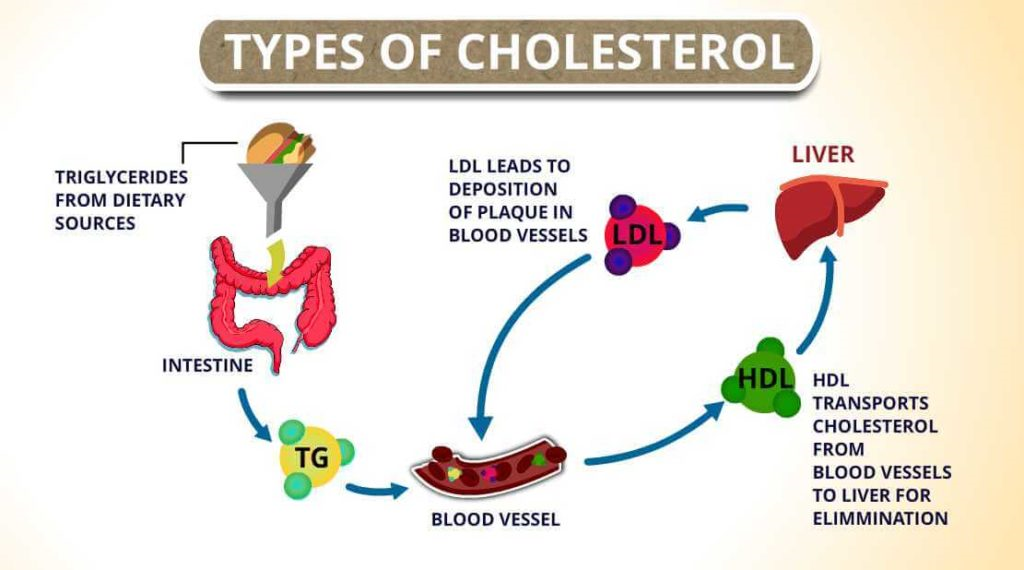 TYPES OF CHOLESTEROL
TRIGLYCERIDES
FROM DIETARY
SOURCES
INTESTINE
TG
BLOOD VESSEL
LDL LEADS TO
DEPOSITION
OF PLAQUE IN
BLOOD VESSELS
LDL
LIVER
HDL
HDL
TRANSPORTS
CHOLESTEROL
FROM
BLOOD VESSELS
TO LIVER FOR
ELIMMINATION